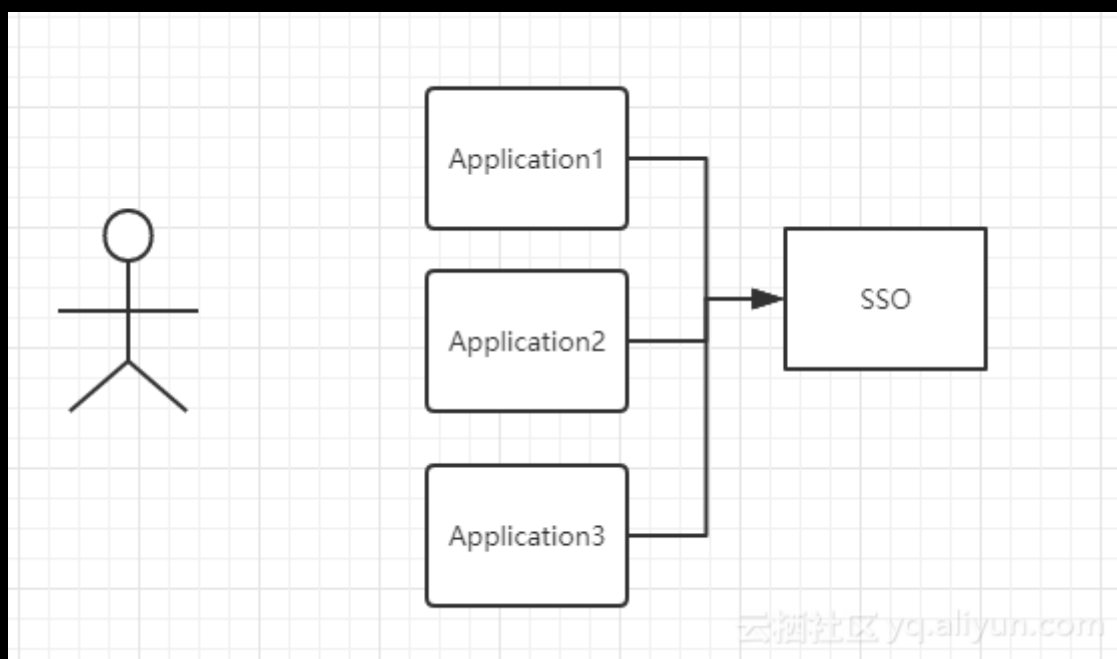 Application1
Application2
SSO
Application3
云栖社区 yq.aliyun.com